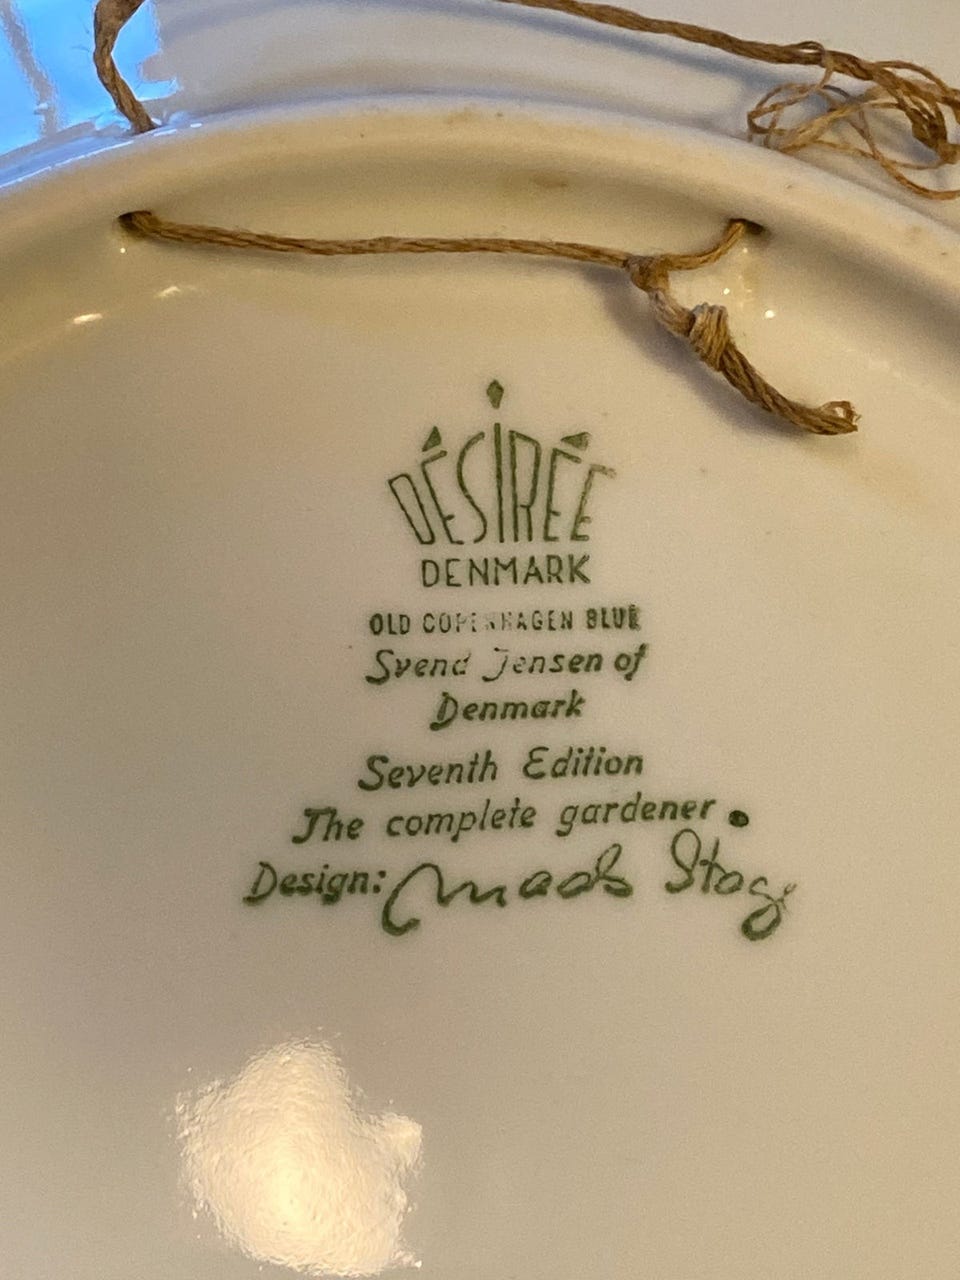 DÉSIRÉE
DENMARK
OLD COPENHAGEN BLUE
Svend Jensen of
Denmark
Seventh Edition
The complete gardener.
Design: Mads Stage